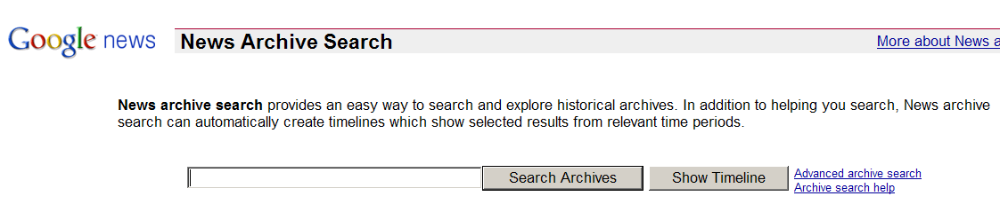 Google news News Archive Search More about News a
News archive search provides an easy way to search and explore historical archives. In addition to helping you search, News archive
search can automatically create timelines which show selected results from relevant time periods.
Search Archives Show Timeline Advanced archive search
Archive search help